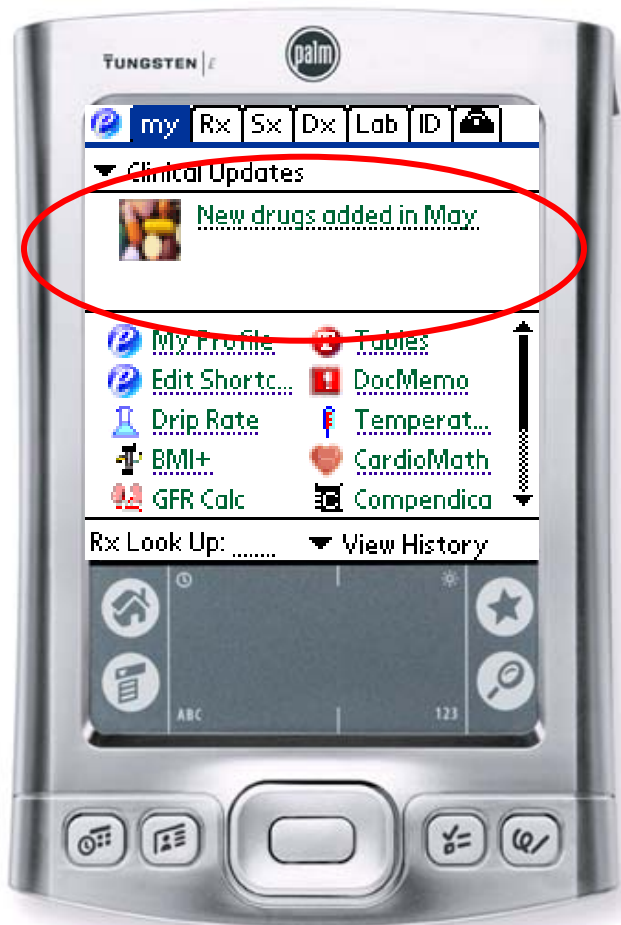 TUNGSTEN | E
palm
my Rx Sx Dx Lab ID
Clinical Updates
New drugs added in May
My Profile Tables
Edit Shortc... DocMemo
Drip Rate Temperat...
BMI+ CardioMath
GFR Calc Compendica
Rx Look Up: View History
ABC 123